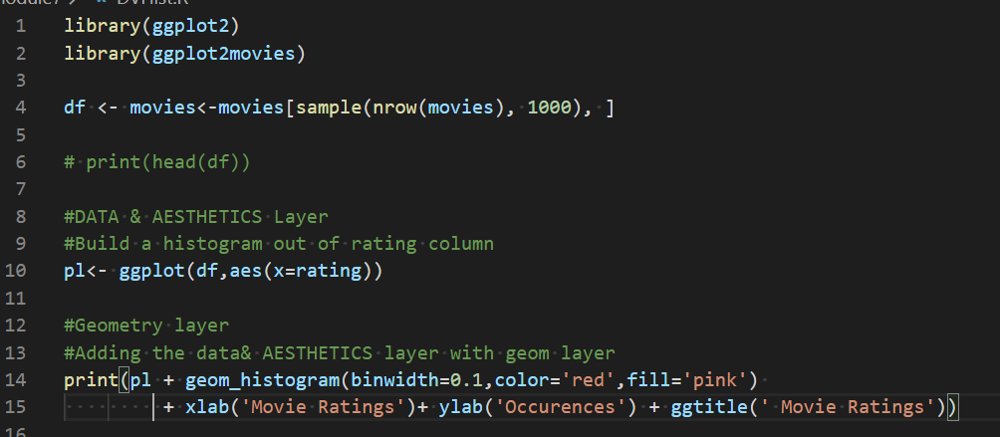 DVHist.R
1 library(ggplot2)
2 library(ggplot2movies)
3
4 df <- movies<-movies[sample(nrow(movies), 1000), ]
5
6 # print(head(df))
7
8 #DATA & AESTHETICS Layer
9 #Build a histogram out of rating column
10 pl<- ggplot(df,aes(x=rating))
11
12 #Geometry layer
13 #Adding the data& AESTHETICS layer with geom layer
14 print(pl + geom_histogram(binwidth=0.1,color='red',fill='pink')
15 + xlab('Movie Ratings')+ ylab('Occurences') + ggtitle(' Movie Ratings'))
16